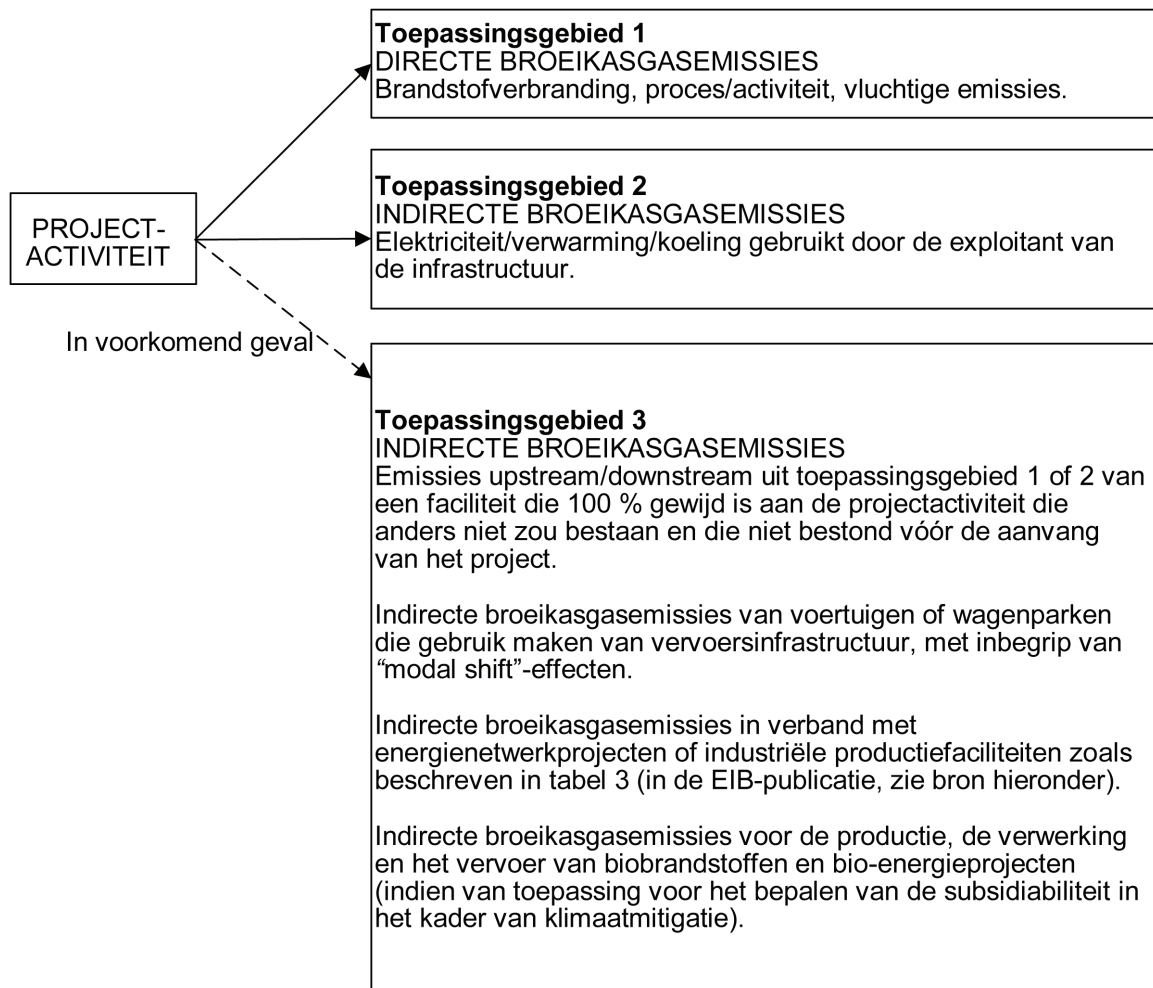 Toepassingsgebied 1
DIRECTE BROEIKASGASEMISSIES
Brandstofverbranding, proces/activiteit, vluchtige emissies.
Toepassingsgebied 2
INDIRECTE BROEIKASGASEMISSIES
Elektriciteit/verwarming/koeling gebruikt door de exploitant van
de infrastructuur.
PROJECT-
ACTIVITEIT
In voorkomend geval
Toepassingsgebied 3
INDIRECTE BROEIKASGASEMISSIES
Emissies upstream/downstream uit toepassingsgebied 1 of 2 van
een faciliteit die 100 % gewijd is aan de projectactiviteit die
anders niet zou bestaan en die niet bestond vóór de aanvang
van het project.
Indirecte broeikasgasemissies van voertuigen of wagenparken
die gebruik maken van vervoersinfrastructuur, met inbegrip van
“modal shift”-effecten.
Indirecte broeikasgasemissies in verband met
energienetwerkprojecten of industriële productiefaciliteiten zoals
beschreven in tabel 3 (in de EIB-publicatie, zie bron hieronder).
Indirecte broeikasgasemissies voor de productie, de verwerking
en het vervoer van biobrandstoffen en bio-energieprojecten
(indien van toepassing voor het bepalen van de subsidiabiliteit in
het kader van klimaatmitigatie).